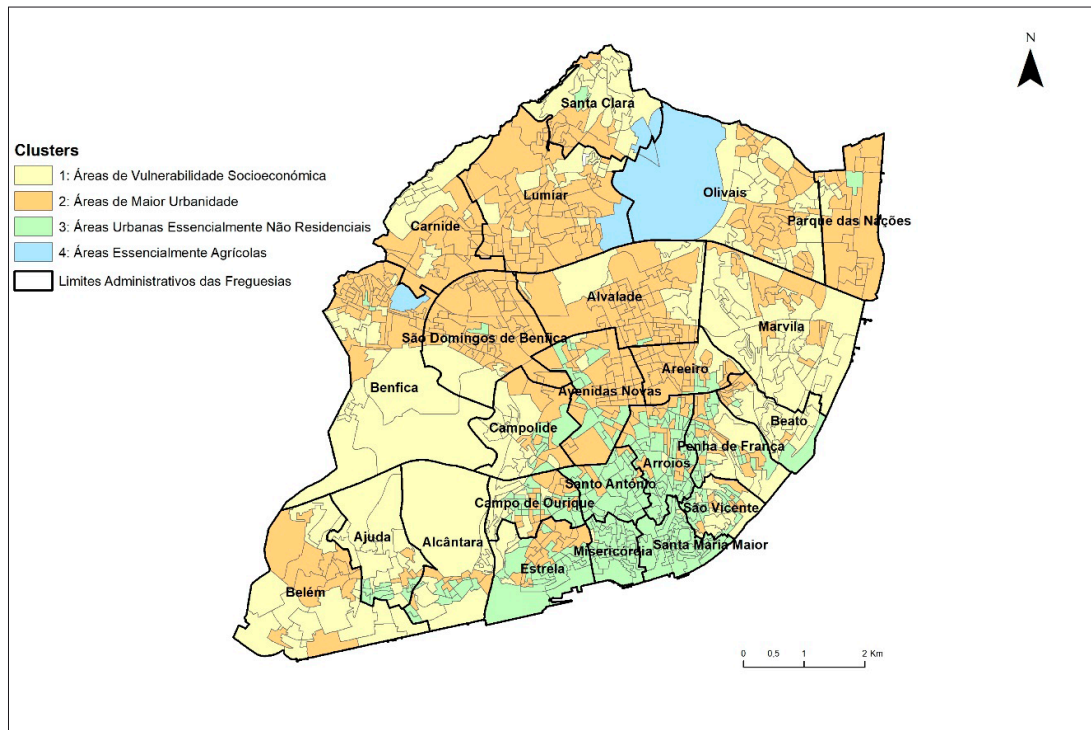 N
Clusters
1: Áreas de Vulnerabilidade Socioeconómica
2: Áreas de Maior Urbanidade
3: Áreas Urbanas Essencialmente Não Residenciais
4: Áreas Essencialmente Agrícolas
Limites Administrativos das Freguesias
Santa Clara
Lumiar
Olivais
Carnide
Parque das Nações
Alvalade
Marvila
São Domingos de Benfica
Areeiro
Benfica
Avenidas Novas
Beato
Campolide
Penha de França
Arroios
Santo António
Campo de Ourique
São Vicente
Ajuda
Alcântara
Santa Maria Maior
Misericórdia
Estrela
Belém
0 0.5 1 2 Km